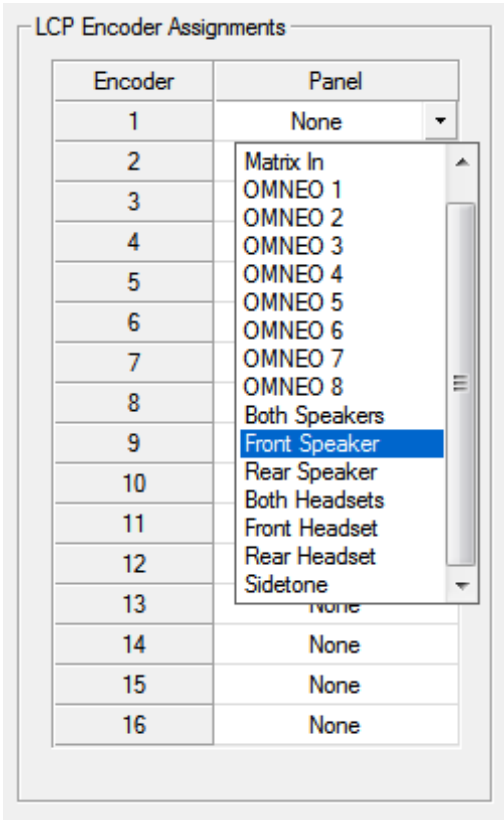 LCP Encoder Assignments
Encoder Panel
1 None
2 Matrix In
OMNEO 1
3 OMNEO 2
OMNEO 3
4 OMNEO 4
5 OMNEO 5
6 OMNEO 6
7 OMNEO 7
OMNEO 8
8 Both Speakers
9 Front Speaker
Rear Speaker
10 Both Headsets
11 Front Headset
12 Rear Headset
Sidetone
13 None
14 None
15 None
16 None